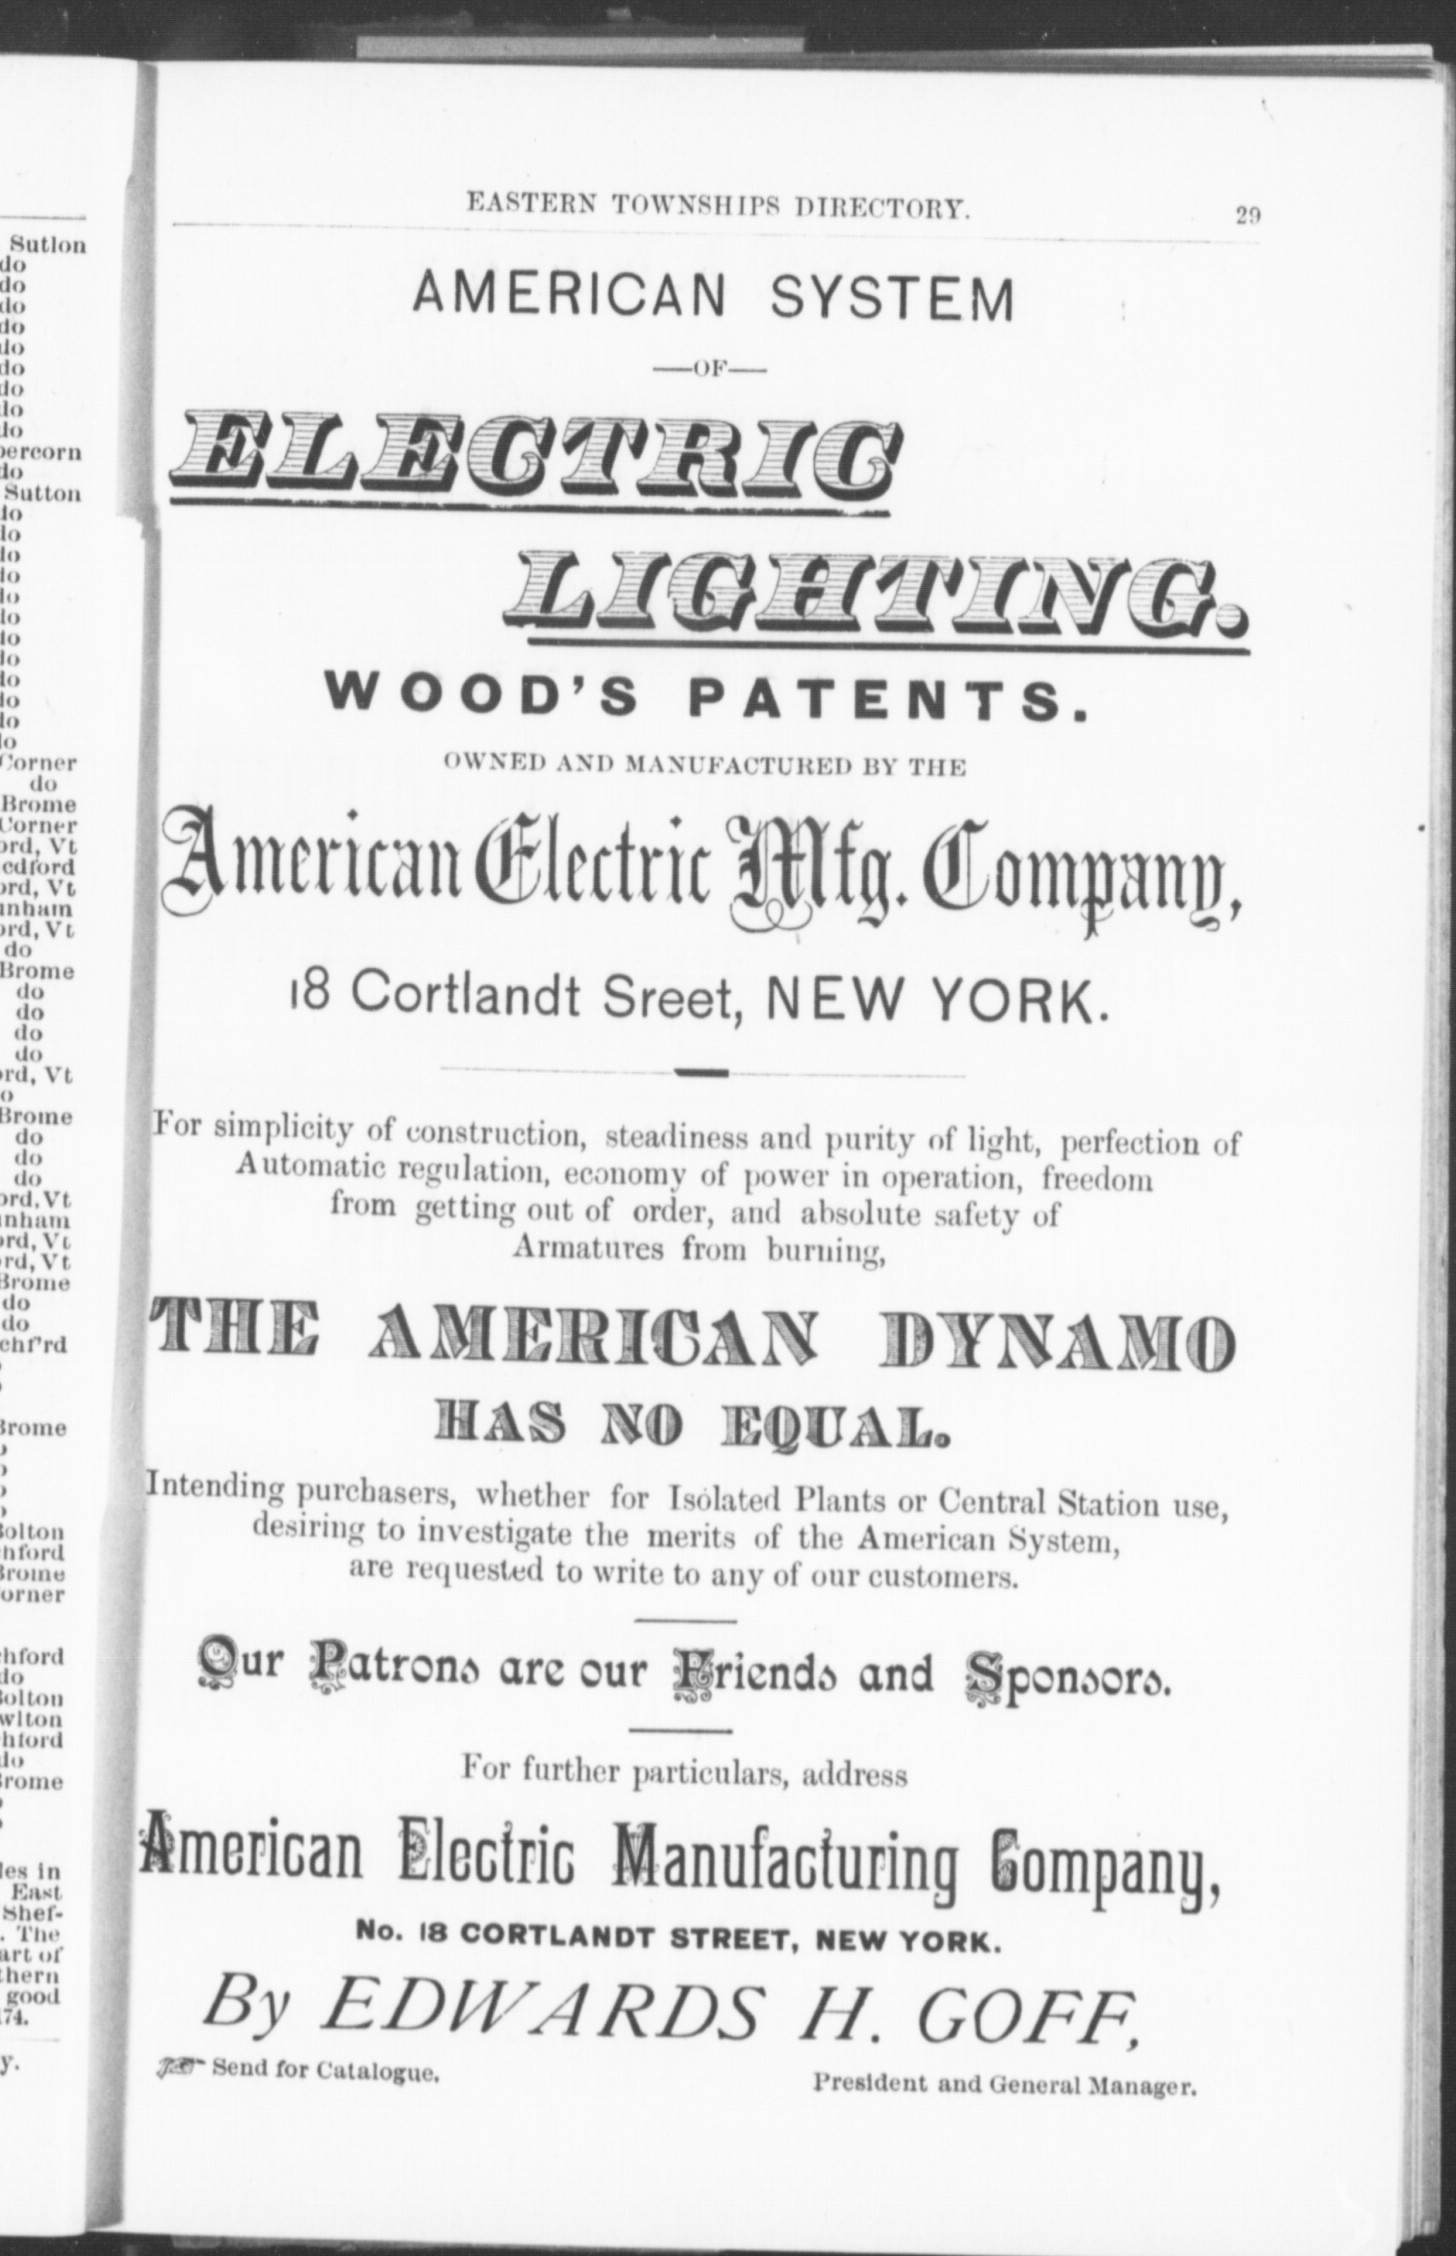 EASTERN TOWNSHIPS DIRECTORY. 29
AMERICAN SYSTEM
—OF—
ELECTRIC
LIGHTING.
WOOD'S PATENTS.
OWNED AND MANUFACTURED BY THE
American Electric Mfg. Company,
18 Cortlandt Sreet, NEW YORK.
For simplicity of construction, steadiness and purity of light, perfection of
Automatic regulation, economy of power in operation, freedom
from getting out of order, and absolute safety of
Armatures from burning,
THE AMERICAN DYNAMO
HAS NO EQUAL.
Intending purchasers, whether for Isolated Plants or Central Station use,
desiring to investigate the merits of the American System,
are requested to write to any of our customers.
Our Patrons are our Friends and Sponsors.
For further particulars, address
American Electric Manufacturing Company,
No. 18 CORTLANDT STREET, NEW YORK.
By EDWARDS H. GOFF,
☞ Send for Catalogue.
President and General Manager.